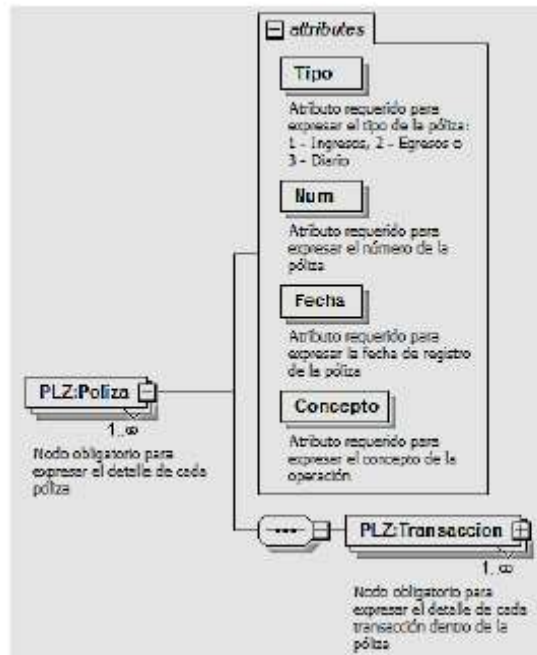 attributes
Tipo
Atributo requerido para
expresar el tipo de la póliza:
1 - Ingresos, 2 - Egresos o
3 - Diario
Num
Atributo requerido para
expresar el número de la
póliza
Fecha
Atributo requerido para
expresar la fecha de registro
de la póliza
Concepto
Atributo requerido para
expresar el concepto de la
operación
PLZ:Poliza
1..∞
Nodo obligatorio para
expresar el detalle de cada
póliza
PLZ:Transaccion
1..∞
Nodo obligatorio para
expresar el detalle de cada
transacción dentro de la
póliza